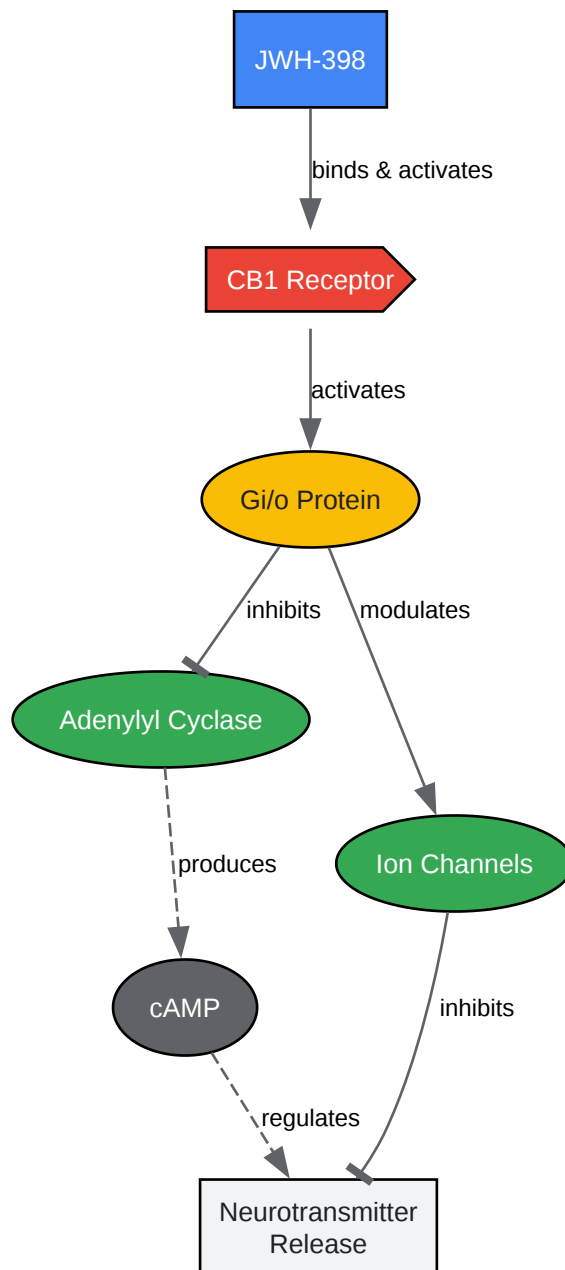 JWH-398
binds & activates
CB1 Receptor
activates
Gi/o Protein
inhibits
modulates
Adenylyl Cyclase
produces
Ion Channels
cAMP
inhibits
regulates
Neurotransmitter
Release